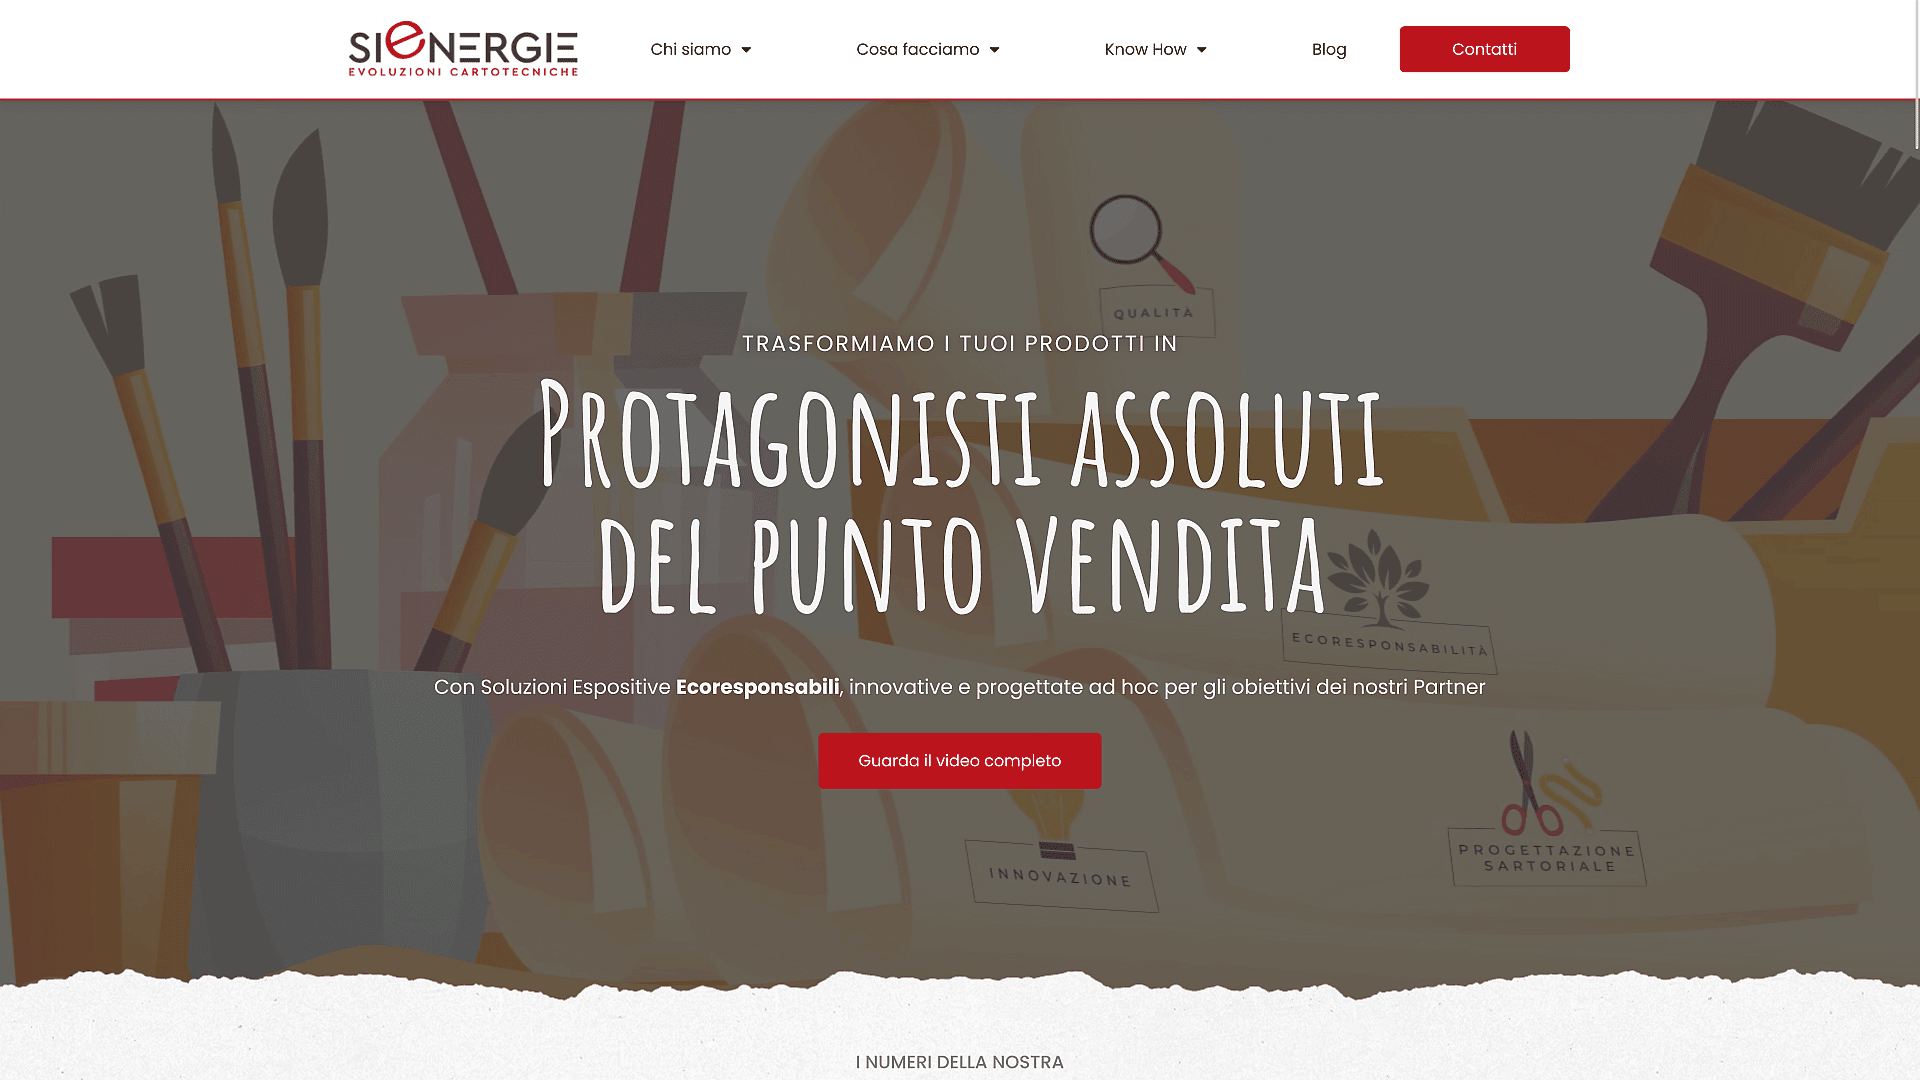 SIENERGIE
EVOLUZIONI CARTOTECNICHE
Chi siamo
Cosa facciamo
Know How
Blog
Contatti
QUALITÀ
TRASFORMIAMO I TUOI PRODOTTI IN
PROTAGONISTI ASSOLUTI
DEL PUNTO VENDITA
ECORESPONSABILITÀ
Con Soluzioni Espositive Ecoresponsabili, innovative e progettate ad hoc per gli obiettivi dei nostri Partner
Guarda il video completo
PROGETTAZIONE
SARTORIALE
INNOVAZIONE
I NUMERI DELLA NOSTRA